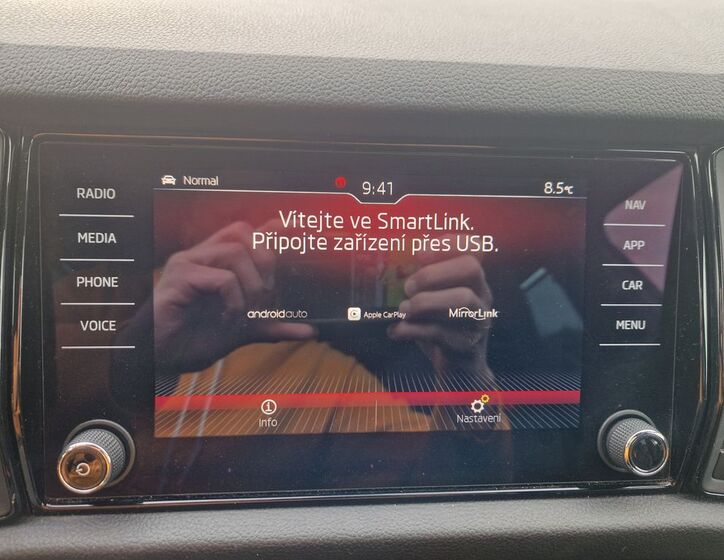 Normal
9:41
8.5°C
RADIO
MEDIA
PHONE
VOICE
Vítejte ve SmartLink.
Připojte zařízení přes USB.
androidauto
Apple CarPlay
MirrorLink
Info
Nastavení
NAV
APP
CAR
MENU